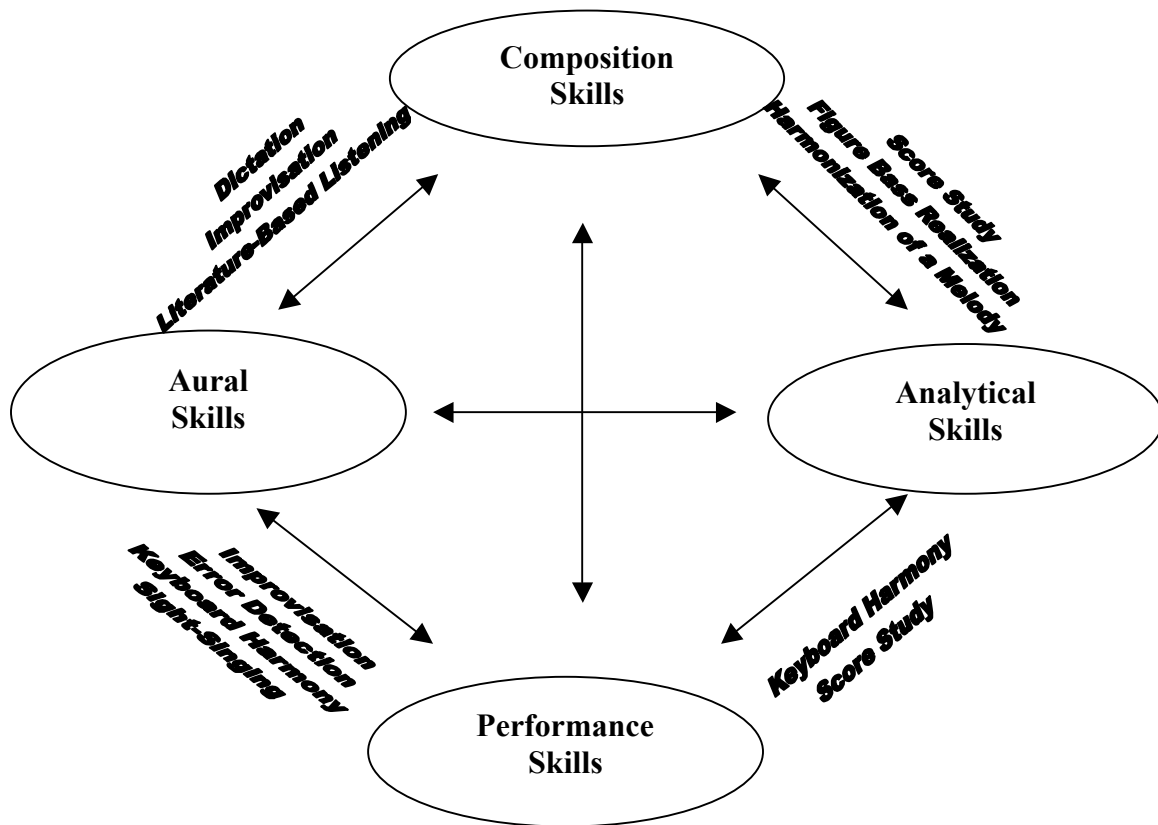 Composition
Skills
Dictation
Improvisation
Literature-Based Listening
Score Study
Figure Bass Realization
Harmonization of a Melody
Aural
Skills
Analytical
Skills
Improvisation
Error Detection
Keyboard Harmony
Sight-Singing
Keyboard Harmony
Score Study
Performance
Skills